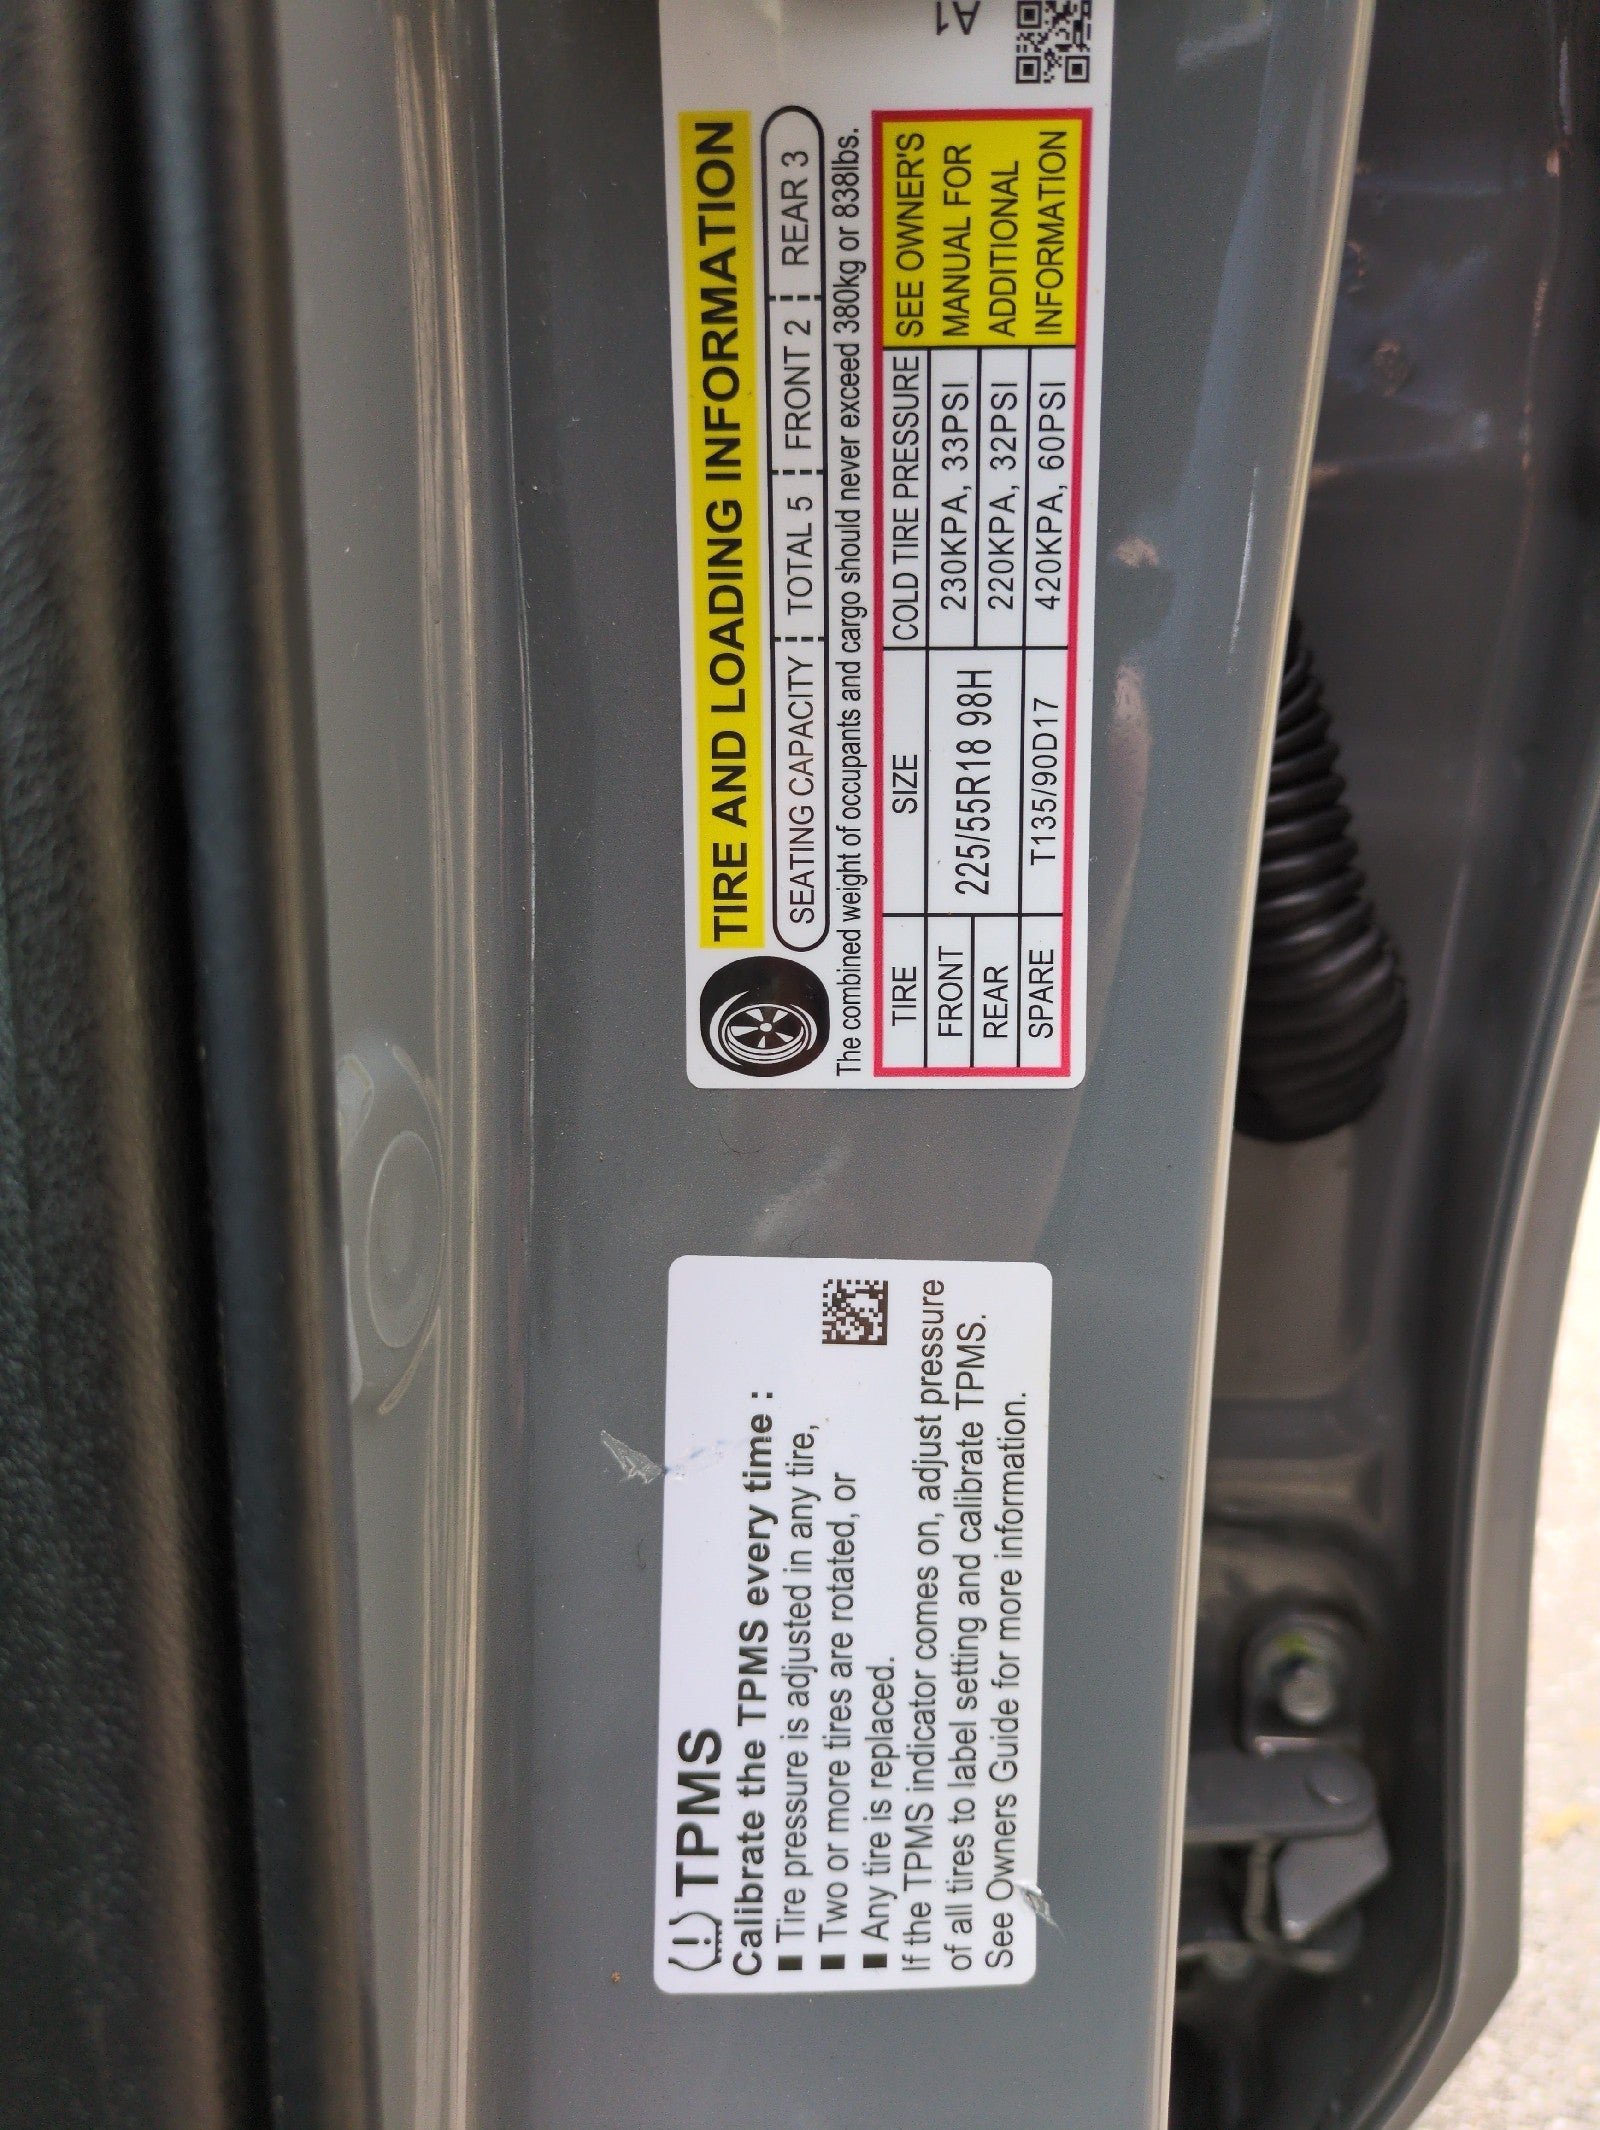 A1
TIRE AND LOADING INFORMATION
SEATING CAPACITY TOTAL 5 FRONT 2 REAR 3
The combined weight of occupants and cargo should never exceed 380kg or 838lbs.
TIRE SIZE COLD TIRE PRESSURE
FRONT 225/55R18 98H 230KPA, 33PSI
REAR 220KPA, 32PSI
SPARE T135/90D17 420KPA, 60PSI
SEE OWNER'S
MANUAL FOR
ADDITIONAL
INFORMATION
(!) TPMS
Calibrate the TPMS every time :
■ Tire pressure is adjusted in any tire,
■ Two or more tires are rotated, or
■ Any tire is replaced.
If the TPMS indicator comes on, adjust pressure
of all tires to label setting and calibrate TPMS.
See Owners Guide for more information.